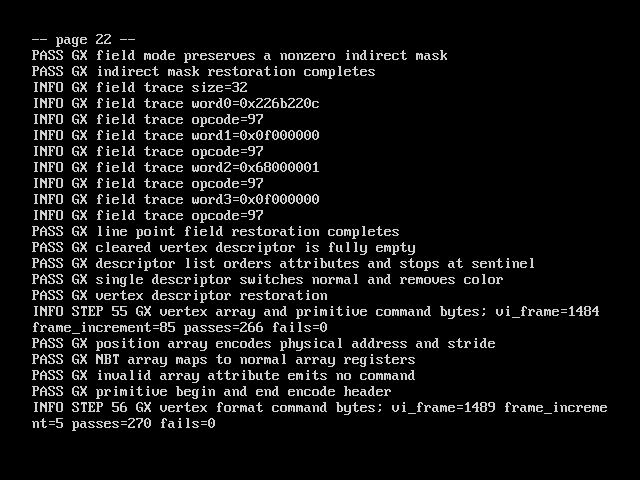 -- page 22 --
PASS GX field mode preserves a nonzero indirect mask
PASS GX indirect mask restoration completes
INFO GX field trace size=32
INFO GX field trace word0=0x226b220c
INFO GX field trace opcode=97
INFO GX field trace word1=0x0f000000
INFO GX field trace opcode=97
INFO GX field trace word2=0x68000001
INFO GX field trace opcode=97
INFO GX field trace word3=0x0f000000
INFO GX field trace opcode=97
PASS GX line point field restoration completes
PASS GX cleared vertex descriptor is fully empty
PASS GX descriptor list orders attributes and stops at sentinel
PASS GX single descriptor switches normal and removes color
PASS GX vertex descriptor restoration
INFO STEP 55 GX vertex array and primitive command bytes; vi_frame=1484
frame_increment=85 passes=266 fails=0
PASS GX position array encodes physical address and stride
PASS GX NBT array maps to normal array registers
PASS GX invalid array attribute emits no command
PASS GX primitive begin and end encode header
INFO STEP 56 GX vertex format command bytes; vi_frame=1489 frame_increme
nt=5 passes=270 fails=0